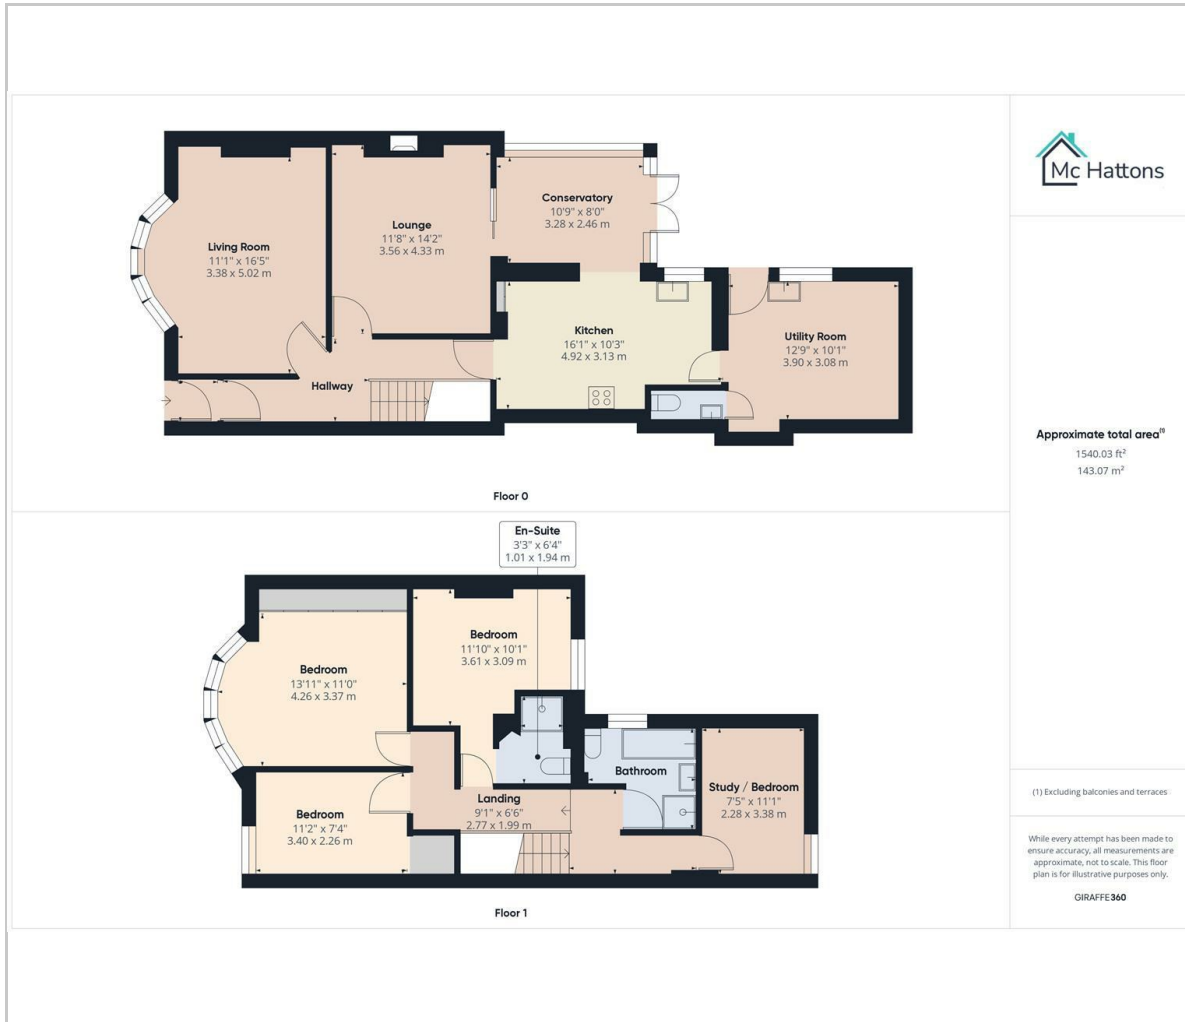 Mc Hattons
Living Room
11'1" x 16'5"
3.38 x 5.02 m
Lounge
11'8" x 14'2"
3.56 x 4.33 m
Conservatory
10'9" x 8'0"
3.28 x 2.46 m
Kitchen
16'1" x 10'3"
4.92 x 3.13 m
Utility Room
12'9" x 10'1"
3.90 x 3.08 m
Hallway
Floor 0
En-Suite
3'3" x 6'4"
1.01 x 1.94 m
Bedroom
11'10" x 10'1"
3.61 x 3.09 m
Bedroom
13'11" x 11'0"
4.26 x 3.37 m
Bathroom
Study / Bedroom
7'5" x 11'1"
2.28 x 3.38 m
Landing
9'1" x 6'6"
2.77 x 1.99 m
Bedroom
11'2" x 7'4"
3.40 x 2.26 m
Floor 1
Approximate total area(1)
1540.03 ft²
143.07 m²
(1) Excluding balconies and terraces
While every attempt has been made to
ensure accuracy, all measurements are
approximate, not to scale. This floor
plan is for illustrative purposes only.
GIRAFFE360